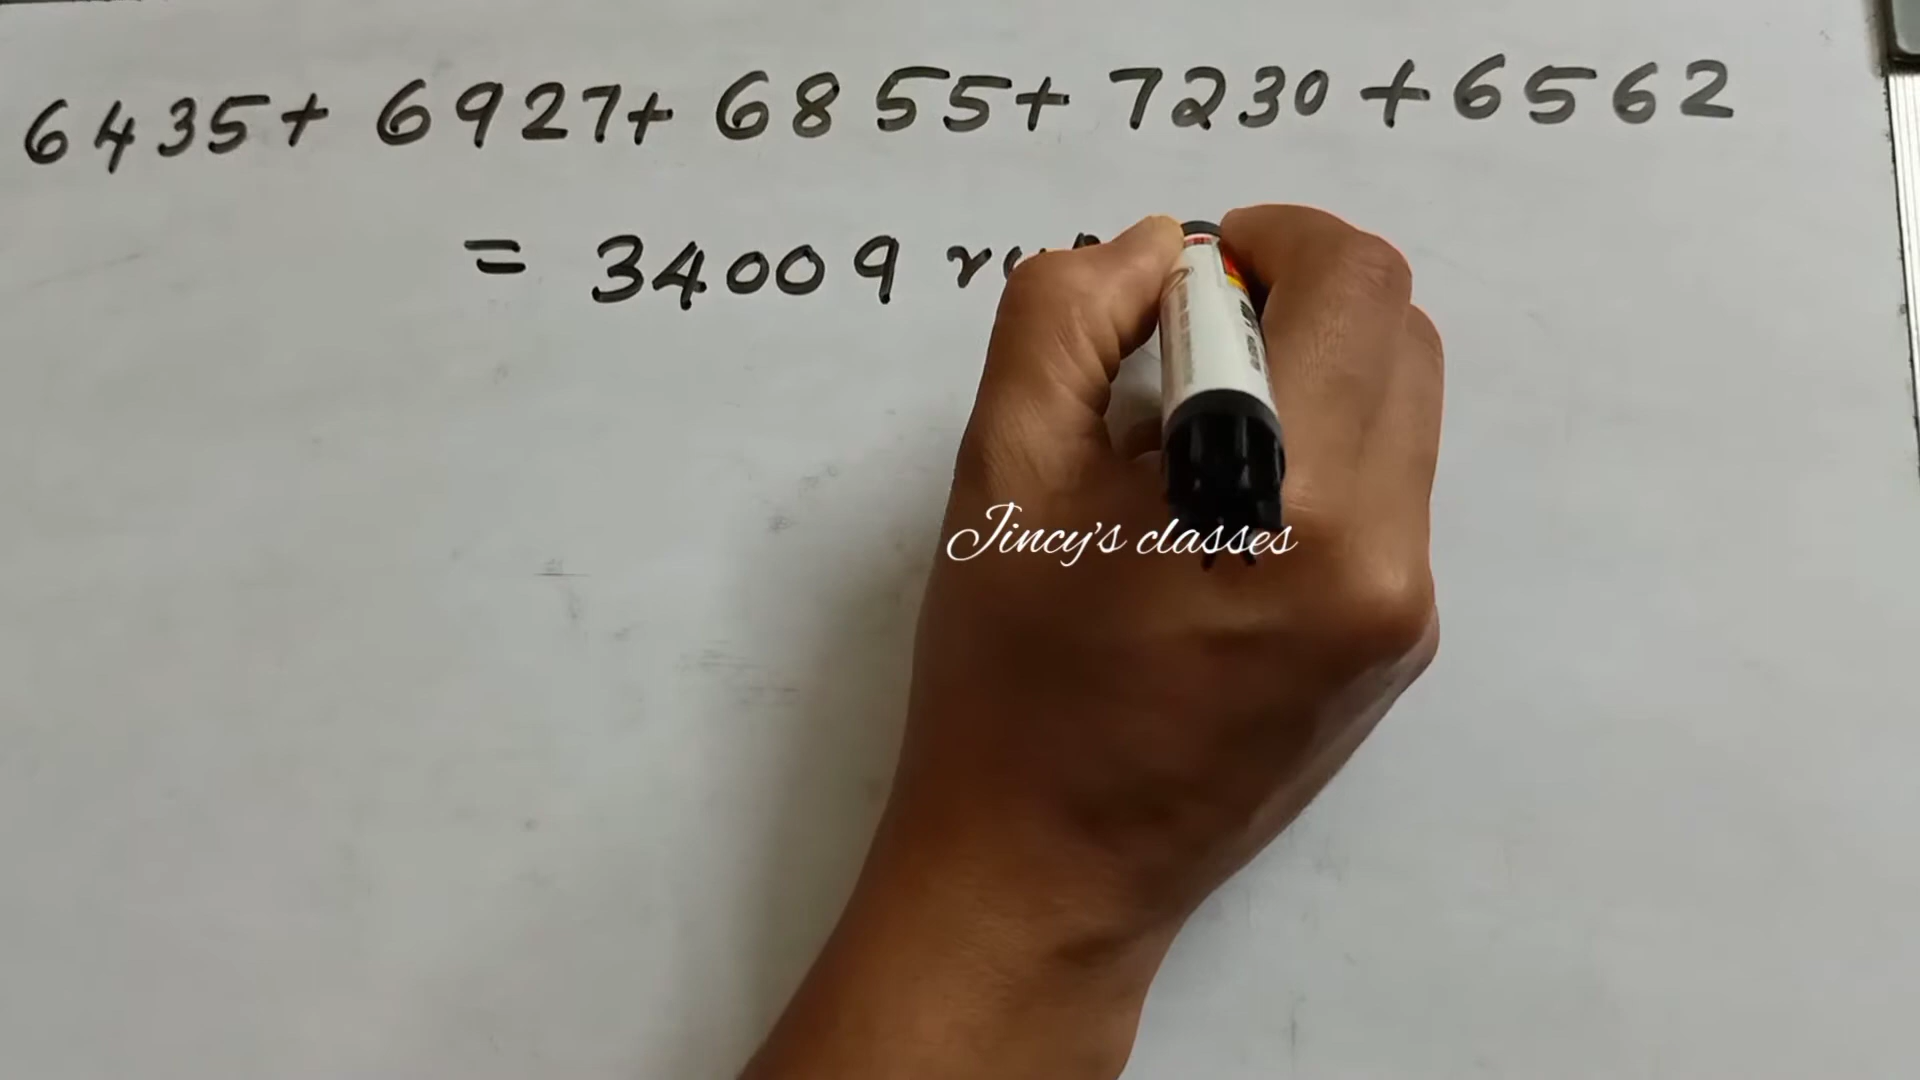 6435+ 6927+ 6855+ 7230+6562
= 34009
Jincy's classes